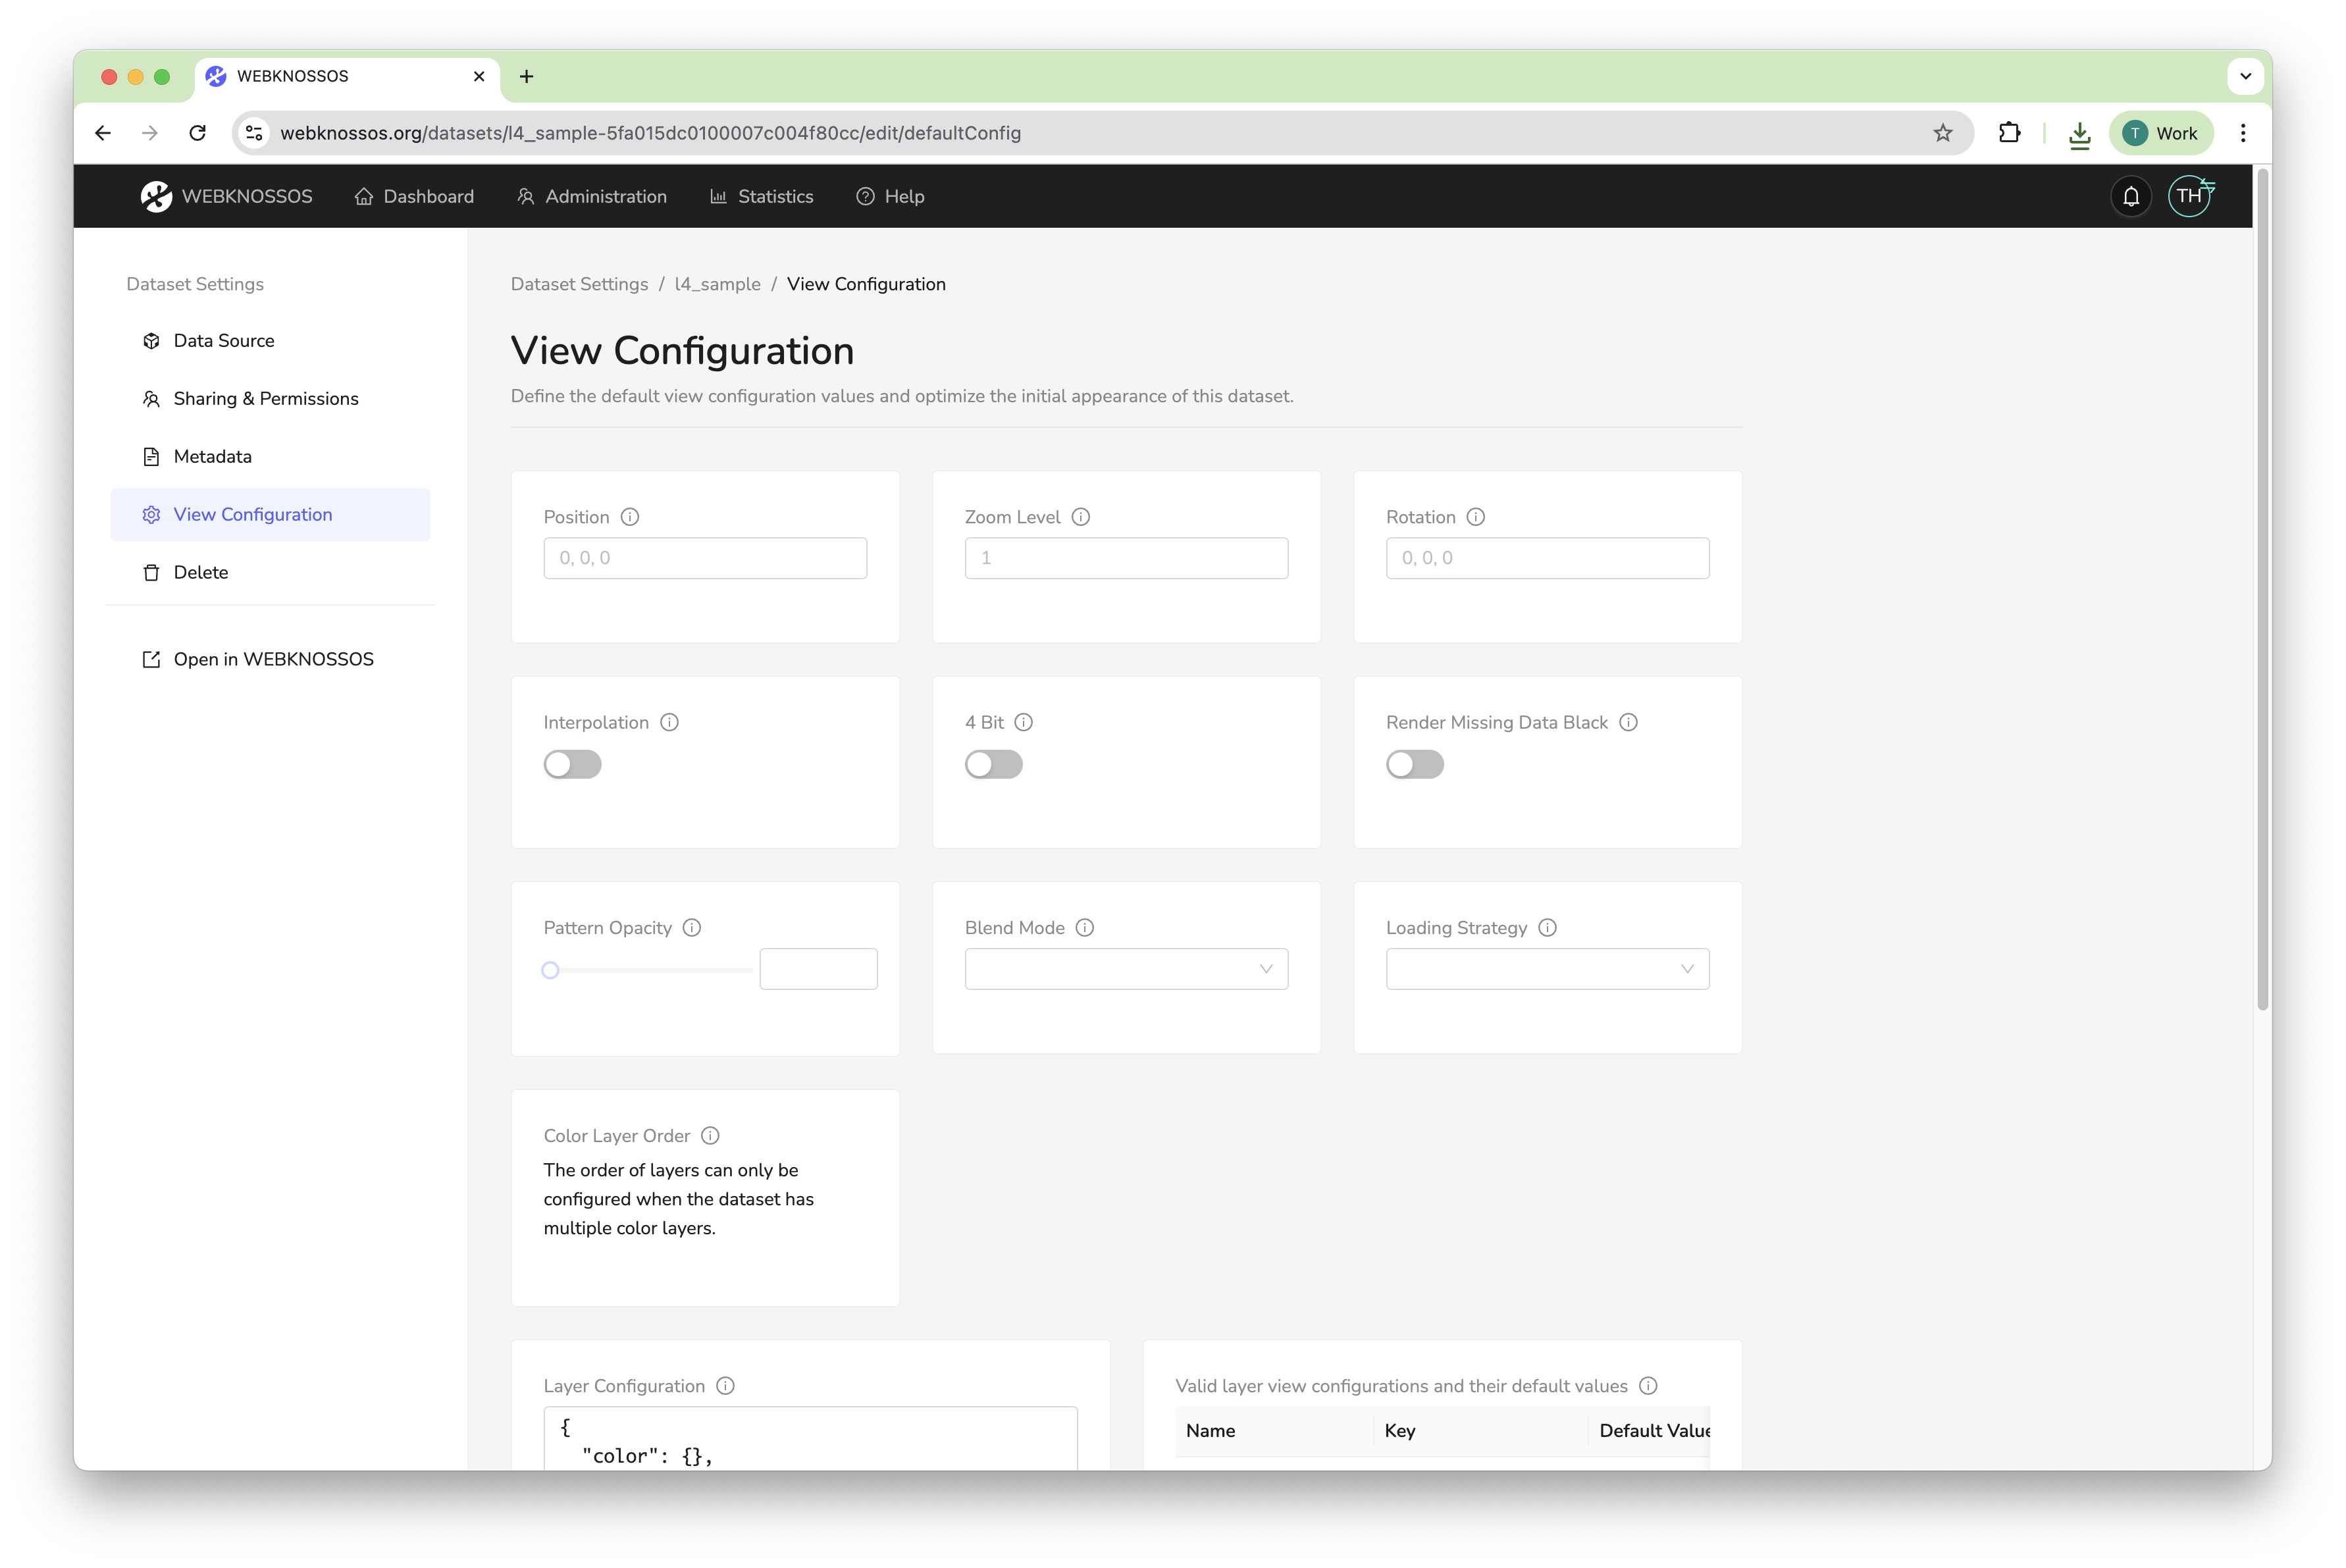 WEBKNOSSOS
webknossos.org/datasets/l4_sample-5fa015dc0100007c004f80cc/edit/defaultConfig
T Work
WEBKNOSSOS Dashboard Administration Statistics Help TH
Dataset Settings
Data Source
Sharing & Permissions
Metadata
View Configuration
Delete
Open in WEBKNOSSOS
Dataset Settings / l4_sample / View Configuration
View Configuration
Define the default view configuration values and optimize the initial appearance of this dataset.
Position
0, 0, 0
Zoom Level
1
Rotation
0, 0, 0
Interpolation
4 Bit
Render Missing Data Black
Pattern Opacity
Blend Mode
Loading Strategy
Color Layer Order
The order of layers can only be
configured when the dataset has
multiple color layers.
Layer Configuration
{
"color": {},
Valid layer view configurations and their default values
Name Key Default Value